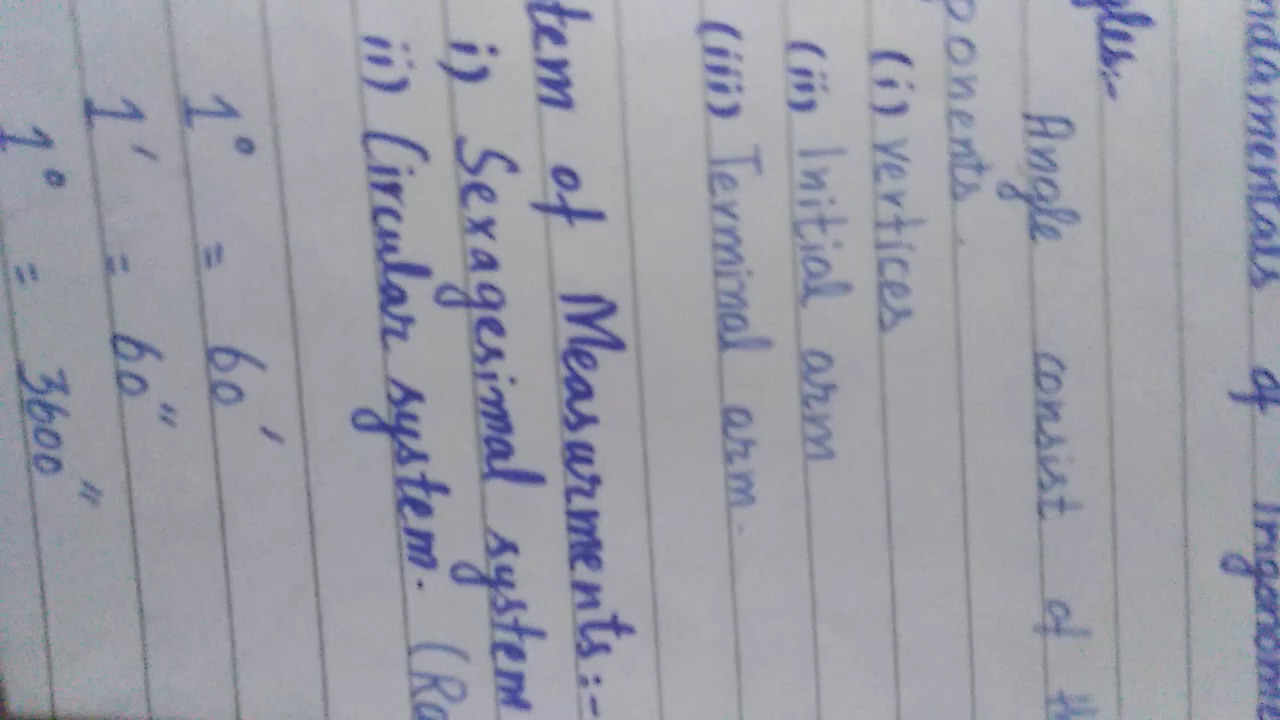 ndamentals of Trigonome
gles:-
Angle consist of th
ponents.
(i) vertices
(ii) Initial arm
(iii) Terminal arm.
tem of Measurments:-
i) Sexagesimal system
ii) Circular system. (Ra
1° = 60'
1' = 60"
1° = 3600"